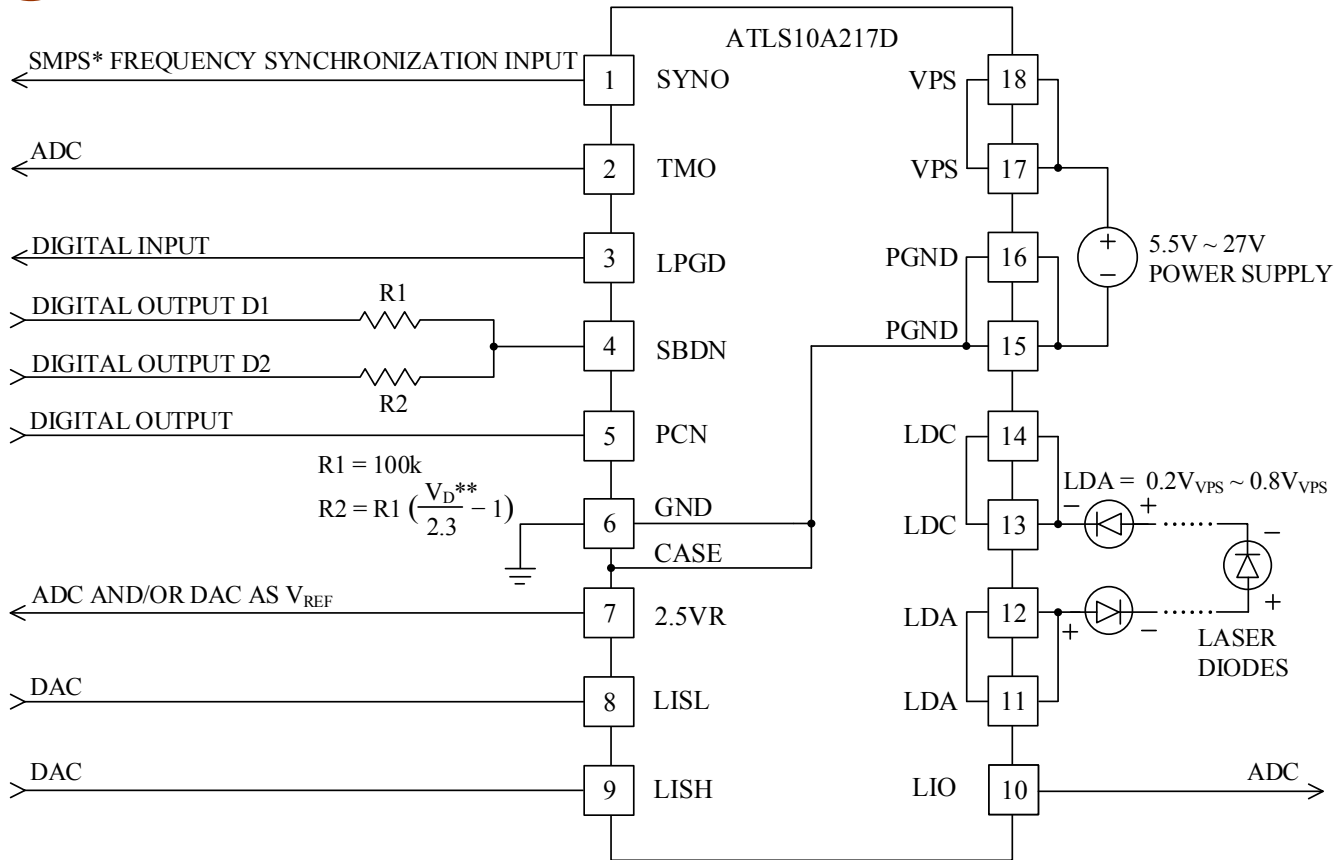 ATLS10A217D
SMPS* FREQUENCY SYNCHRONIZATION INPUT
1 SYNO
VPS 18
ADC
2 TMO
VPS 17
DIGITAL INPUT
3 LPGD
PGND 16
+
−
5.5V ~ 27V
POWER SUPPLY
DIGITAL OUTPUT D1
R1
4 SBDN
PGND 15
DIGITAL OUTPUT D2
R2
DIGITAL OUTPUT
5 PCN
LDC 14
R1 = 100k
R2 = R1 (V_D**/2.3 − 1)
LDA = 0.2V_VPS ~ 0.8V_VPS
6 GND
LDC 13
− +
−
+
CASE
ADC AND/OR DAC AS V_REF
7 2.5VR
LDA 12
+ −
LASER
DIODES
DAC
8 LISL
LDA 11
DAC
9 LISH
LIO 10
ADC